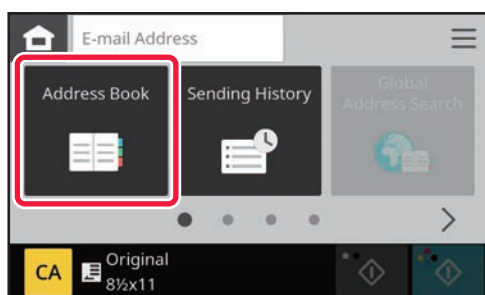 E-mail Address
Address Book
Sending History
Global
Address Search
CA
Original
8½x11